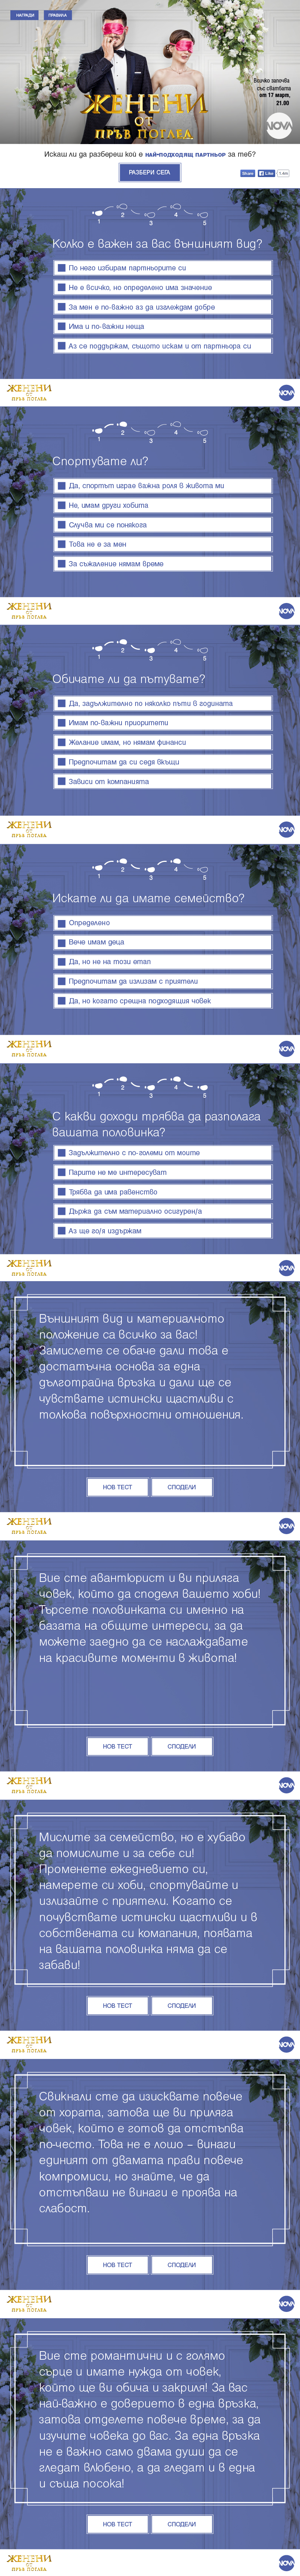 НАГРАДИ
ПРАВИЛА
Всичко започва
със сватбата
от 17 март,
21.00
ЖЕНЕНИ
ОТ
ПРЪВ ПОГЛЕД
NOVA
Искаш ли да разбереш кой е НАЙ-ПОДХОДЯЩ ПАРТНЬОР за теб?
РАЗБЕРИ СЕГА
Share
Like
1 2 3 4 5
Колко е важен за вас външният вид?
По него избирам партньорите си
Не е всичко, но определено има значение
За мен е по-важно аз да изглеждам добре
Има и по-важни неща
Аз се поддържам, същото искам и от партньора си
ЖЕНЕНИ
ОТ
ПРЪВ ПОГЛЕД
NOVA
1 2 3 4 5
Спортувате ли?
Да, спортът играе важна роля в живота ми
Не, имам други хобита
Случва ми се понякога
Това не е за мен
За съжаление нямам време
ЖЕНЕНИ
ОТ
ПРЪВ ПОГЛЕД
NOVA
1 2 3 4 5
Обичате ли да пътувате?
Да, задължително по няколко пъти в годината
Имам по-важни приоритети
Желание имам, но нямам финанси
Предпочитам да си седя вкъщи
Зависи от компанията
ЖЕНЕНИ
ОТ
ПРЪВ ПОГЛЕД
NOVA
1 2 3 4 5
Искате ли да имате семейство?
Определено
Вече имам деца
Да, но не на този етап
Предпочитам да излизам с приятели
Да, но когато срещна подходящия човек
ЖЕНЕНИ
ОТ
ПРЪВ ПОГЛЕД
NOVA
1 2 3 4 5
С какви доходи трябва да разполага
вашата половинка?
Задължително с по-големи от моите
Парите не ме интересуват
Трябва да има равенство
Държа да съм материално осигурен/а
Аз ще го/я издържам
ЖЕНЕНИ
ОТ
ПРЪВ ПОГЛЕД
NOVA
Външният вид и материалното
положение са всичко за вас!
Замислете се обаче дали това е
достатъчна основа за една
дълготрайна връзка и дали ще се
чувствате истински щастливи с
толкова повърхностни отношения.
НОВ ТЕСТ
СПОДЕЛИ
ЖЕНЕНИ
ОТ
ПРЪВ ПОГЛЕД
NOVA
Вие сте авантюрист и ви приляга
човек, който да споделя вашето хоби!
Търсете половинката си именно на
базата на общите интереси, за да
можете заедно да се наслаждавате
на красивите моменти в живота!
НОВ ТЕСТ
СПОДЕЛИ
ЖЕНЕНИ
ОТ
ПРЪВ ПОГЛЕД
NOVA
Мислите за семейство, но е хубаво
да помислите и за себе си!
Променете ежедневието си,
намерете си хоби, спортувайте и
излизайте с приятели. Когато се
почувствате истински щастливи и в
собствената си компания, появата
на вашата половинка няма да се
забави!
НОВ ТЕСТ
СПОДЕЛИ
ЖЕНЕНИ
ОТ
ПРЪВ ПОГЛЕД
NOVA
Свикнали сте да изисквате повече
от хората, затова ще ви приляга
човек, който е готов да отстъпва
по-често. Това не е лошо – винаги
единият от двамата прави повече
компромиси, но знайте, че да
отстъпваш не винаги е проява на
слабост.
НОВ ТЕСТ
СПОДЕЛИ
ЖЕНЕНИ
ОТ
ПРЪВ ПОГЛЕД
NOVA
Вие сте романтични и с голямо
сърце и имате нужда от човек,
който ще ви обича и закриля! За вас
най-важно е доверието в една връзка,
затова отделете повече време, за да
изучите човека до вас. За една връзка
не е важно само двама души да се
гледат влюбено, а да гледат и в една
и съща посока!
НОВ ТЕСТ
СПОДЕЛИ
ЖЕНЕНИ
ОТ
ПРЪВ ПОГЛЕД
NOVA